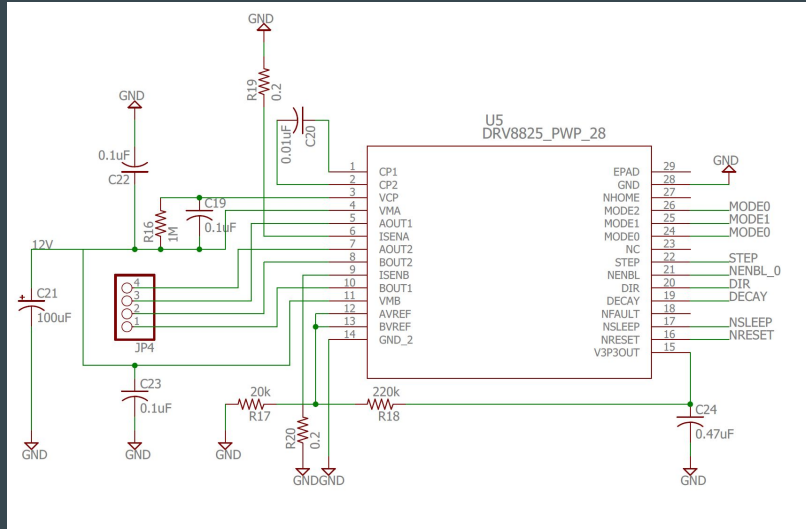 GND
R19
0.2
GND
0.01uF
C20
U5
DRV8825_PWP_28
0.1uF
C22
1 CP1
2 CP2
3 VCP
4 VMA
5 AOUT1
6 ISENA
7 AOUT2
8 BOUT2
9 ISENB
10 BOUT1
11 VMB
12 AVREF
13 BVREF
14 GND_2
EPAD 29
GND 28
NHOME 27
MODE2 26 MODE0
MODE1 25 MODE1
MODE0 24 MODE0
NC 23
STEP 22 STEP
NENBL 21 NENBL_0
DIR 20 DIR
DECAY 19 DECAY
NFAULT 18
NSLEEP 17 NSLEEP
NRESET 16 NRESET
V3P3OUT 15
GND
R16
1M
C19
0.1uF
12V
+
C21
100uF
4
3
2
1
JP4
C23
0.1uF
20k
R17
220k
R18
R20
0.2
C24
0.47uF
GND
GND
GND
GND
GND
GND